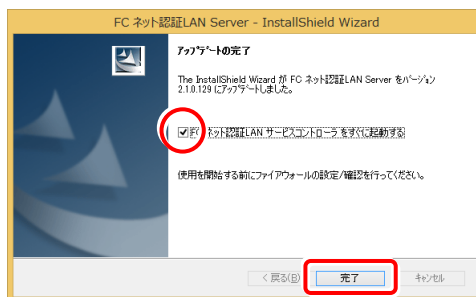 FC ネット認証LAN Server - InstallShield Wizard
アップデートの完了
The InstallShield Wizard が FC ネット認証LAN Server をバージョン
2.1.0.129 にアップデートしました。
FC ネット認証LAN サービスコントローラ をすぐに起動する
使用を開始する前にファイアウォールの設定/確認を行ってください。
< 戻る(B)
完了
キャンセル